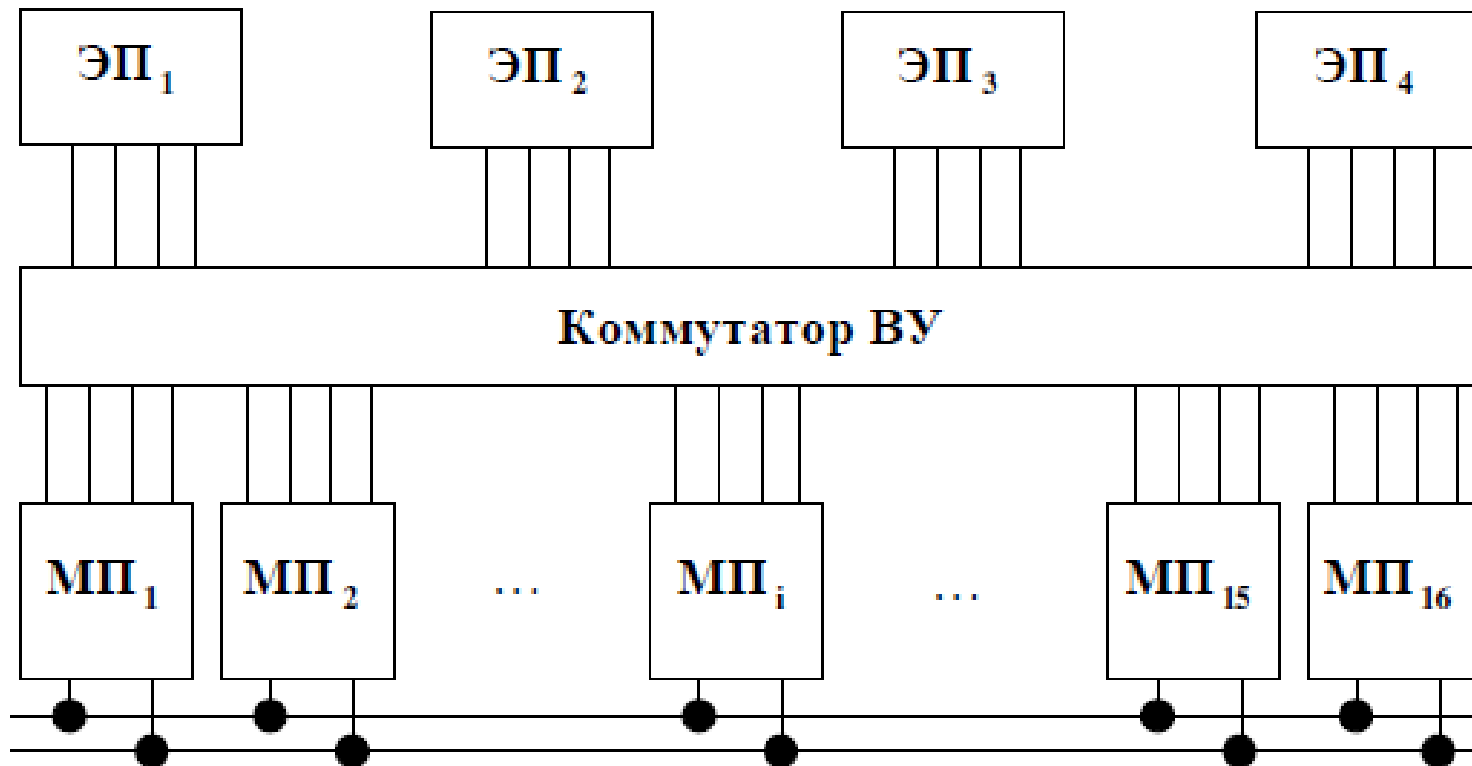 ЭП 1 ЭП 2 ЭП 3 ЭП 4
Коммутатор ВУ
МП 1 МП 2 ... МП i ... МП 15 МП 16